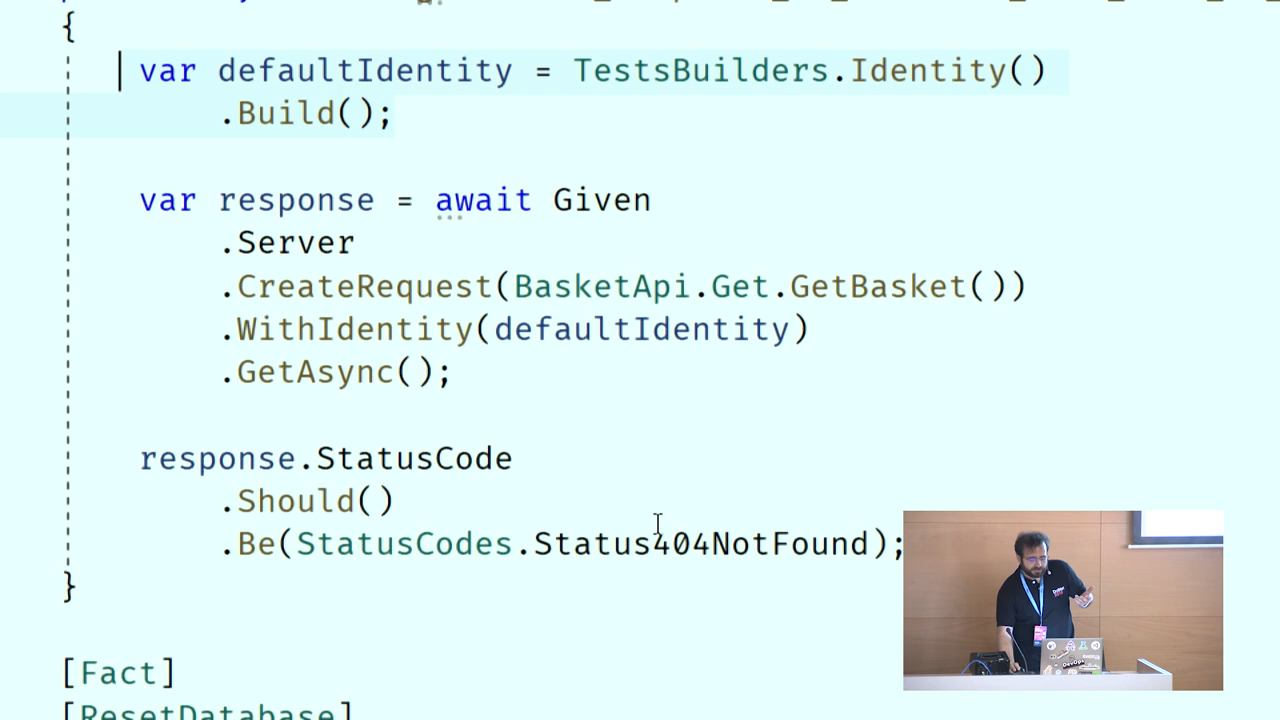 {
var defaultIdentity = TestsBuilders.Identity()
.Build();
var response = await Given
.Server
.CreateRequest(BasketApi.Get.GetBasket())
.WithIdentity(defaultIdentity)
.GetAsync();
response.StatusCode
.Should()
.Be(StatusCodes.Status404NotFound);
}
[Fact]
[ResetDatabase]